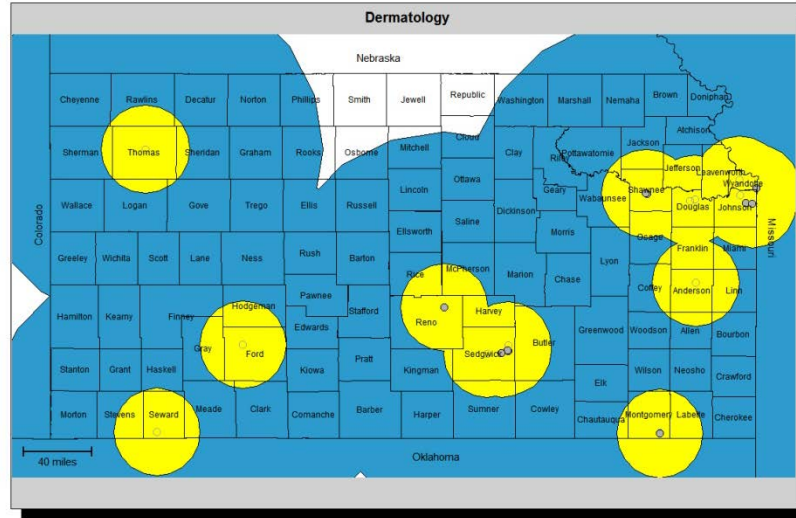 Dermatology
Nebraska
Cheyenne Rawlins Decatur Norton Phillips Smith Jewell Republic Washington Marshall Nemaha Brown Doniphan
Atchison
Sherman Thomas Sheridan Graham Rooks Osborne Mitchell Cloud Clay Riley Pottawatomie Jackson Jefferson Leavenworth
Wyandotte
Lincoln Ottawa Geary Wabaunsee Shawnee
Wallace Logan Gove Trego Ellis Russell Saline Dickinson Morris Osage Douglas Johnson
Colorado
Missouri
Ellsworth Lyon Franklin Miami
Greeley Wichita Scott Lane Ness Rush Barton Rice McPherson Marion Chase
Pawnee Coffey Anderson Linn
Hamilton Kearny Finney Hodgeman Stafford Reno Harvey
Edwards Greenwood Woodson Allen Bourbon
Gray Ford Sedgwick Butler
Stanton Grant Haskell Kiowa Pratt Kingman Elk Wilson Neosho Crawford
Morton Stevens Seward Meade Clark Comanche Barber Harper Sumner Cowley Chautauqua Montgomery Labette Cherokee
40 miles
Oklahoma